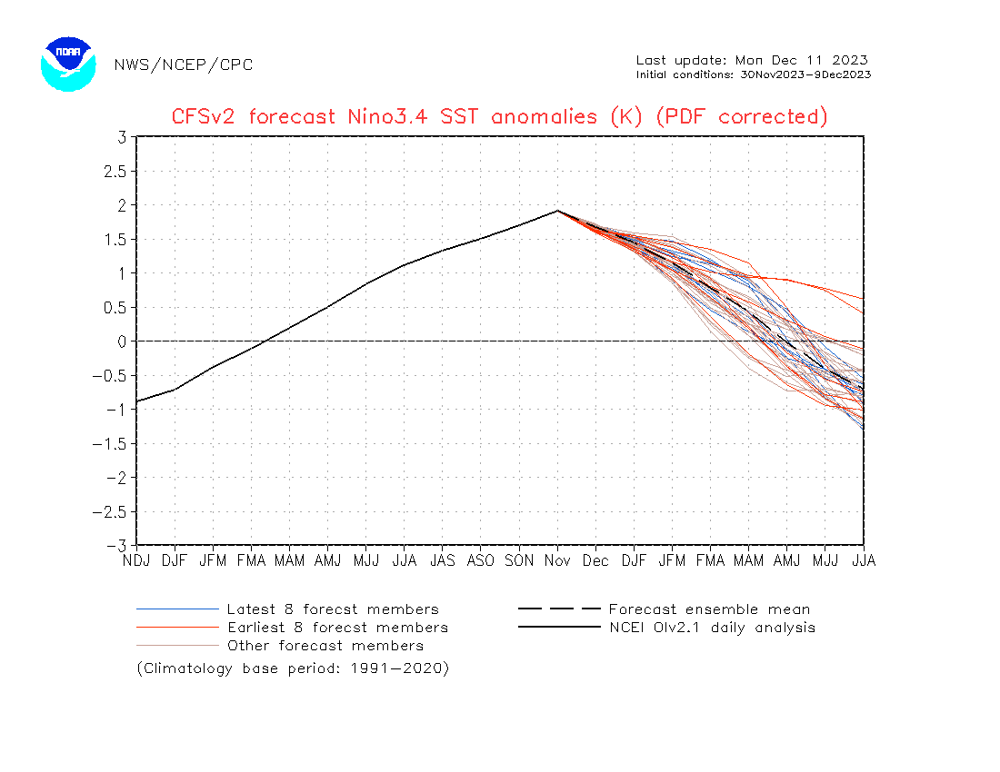 NOAA
NWS/NCEP/CPC
Last update: Mon Dec 11 2023
Initial conditions: 30Nov2023-9Dec2023
CFSv2 forecast Nino3.4 SST anomalies (K) (PDF corrected)
3
2.5
2
1.5
1
0.5
0
-0.5
-1
-1.5
-2
-2.5
-3
NDJ DJF JFM FMA MAM AMJ MJJ JJA JAS ASO SON Nov Dec DJF JFM FMA MAM AMJ MJJ JJA
Latest 8 forecst members
Earliest 8 forecst members
Other forecast members
(Climatology base period: 1991-2020)
Forecast ensemble mean
NCEI OIv2.1 daily analysis